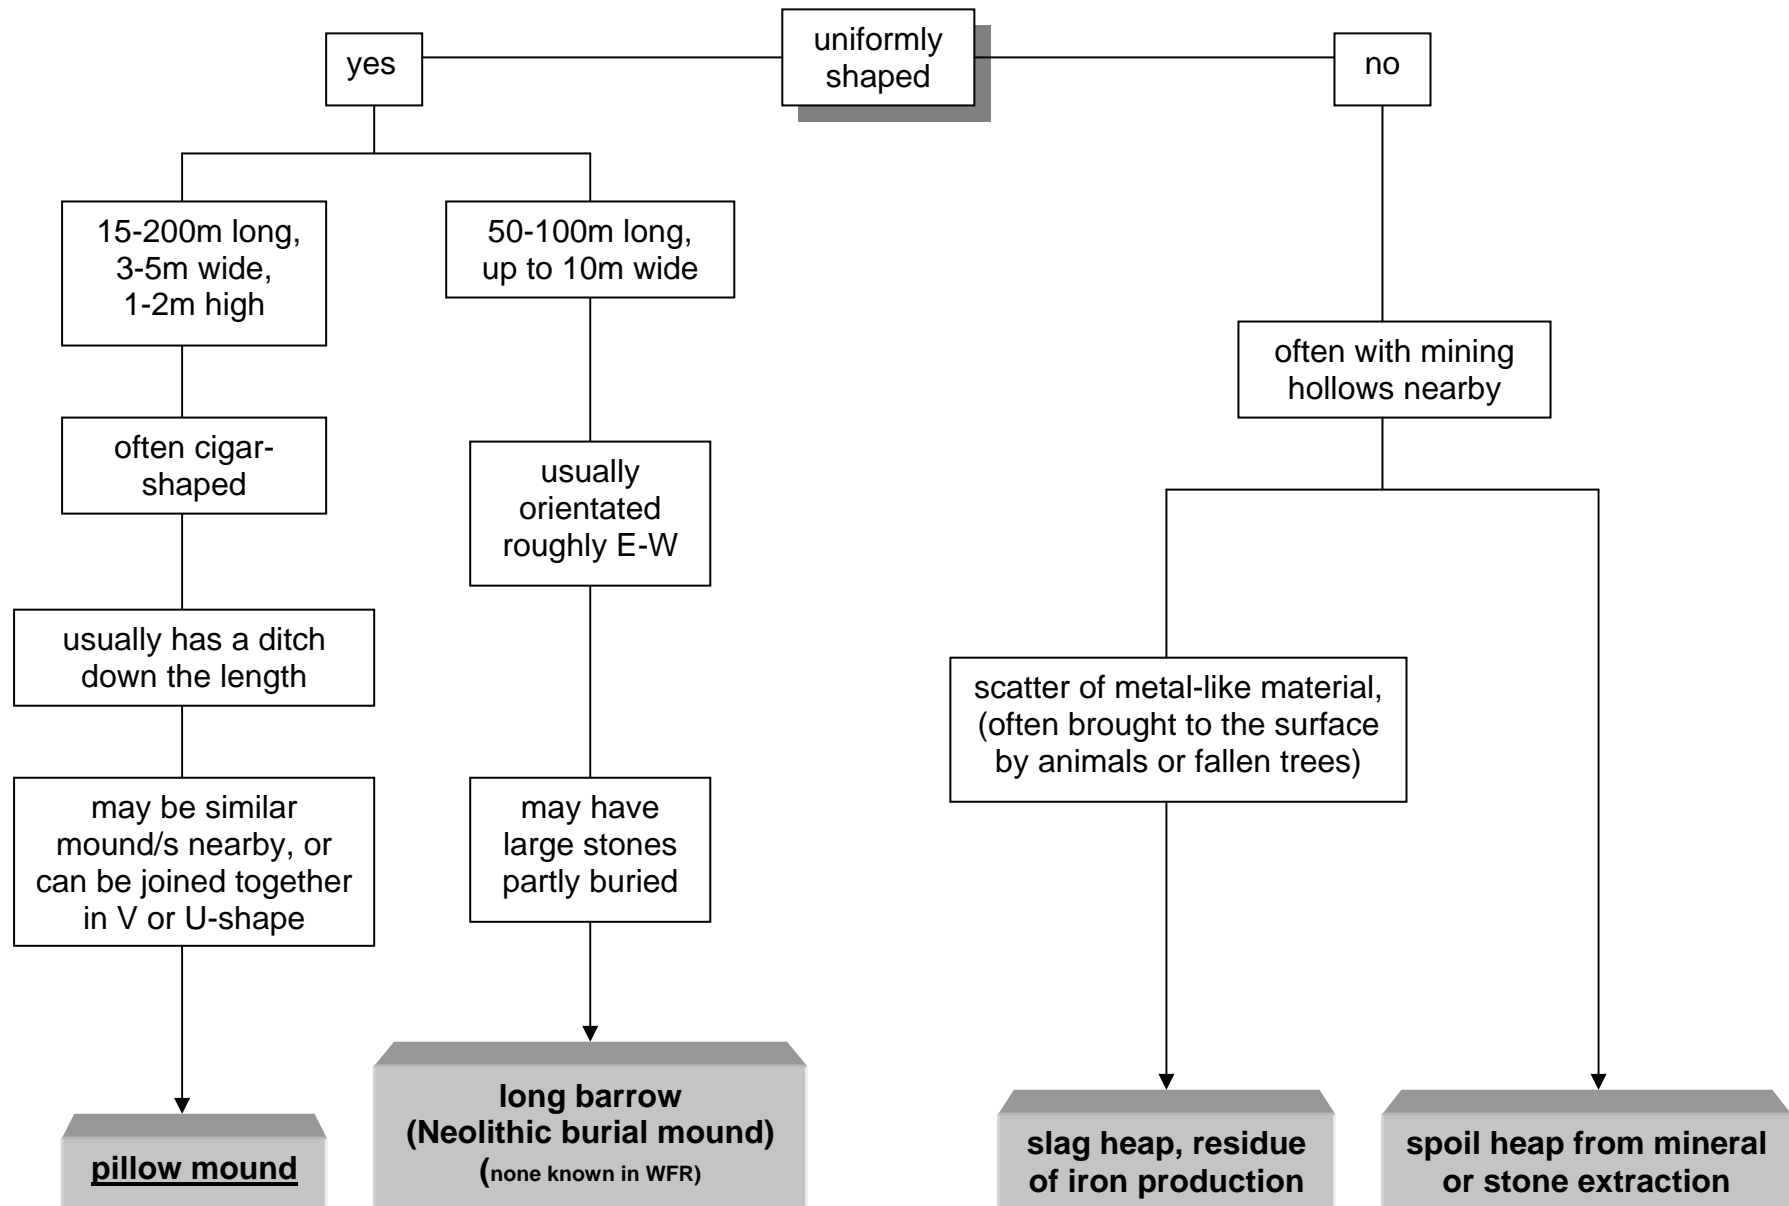 uniformly
shaped
yes
no
15-200m long,
3-5m wide,
1-2m high
50-100m long,
up to 10m wide
often with mining
hollows nearby
often cigar-
shaped
usually
orientated
roughly E-W
usually has a ditch
down the length
scatter of metal-like material,
(often brought to the surface
by animals or fallen trees)
may be similar
mound/s nearby, or
can be joined together
in V or U-shape
may have
large stones
partly buried
pillow mound
long barrow
(Neolithic burial mound)
(none known in WFR)
slag heap, residue
of iron production
spoil heap from mineral
or stone extraction